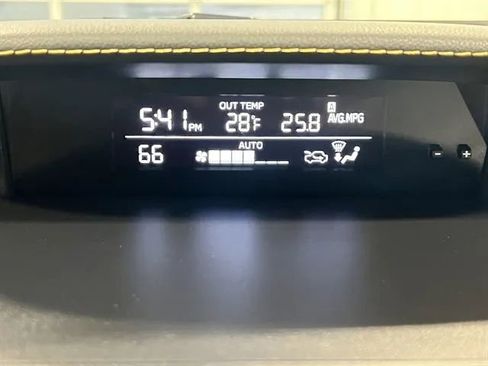 OUT TEMP A
5:41 PM 28°F 25.8 AVG.MPG
AUTO
66
- +